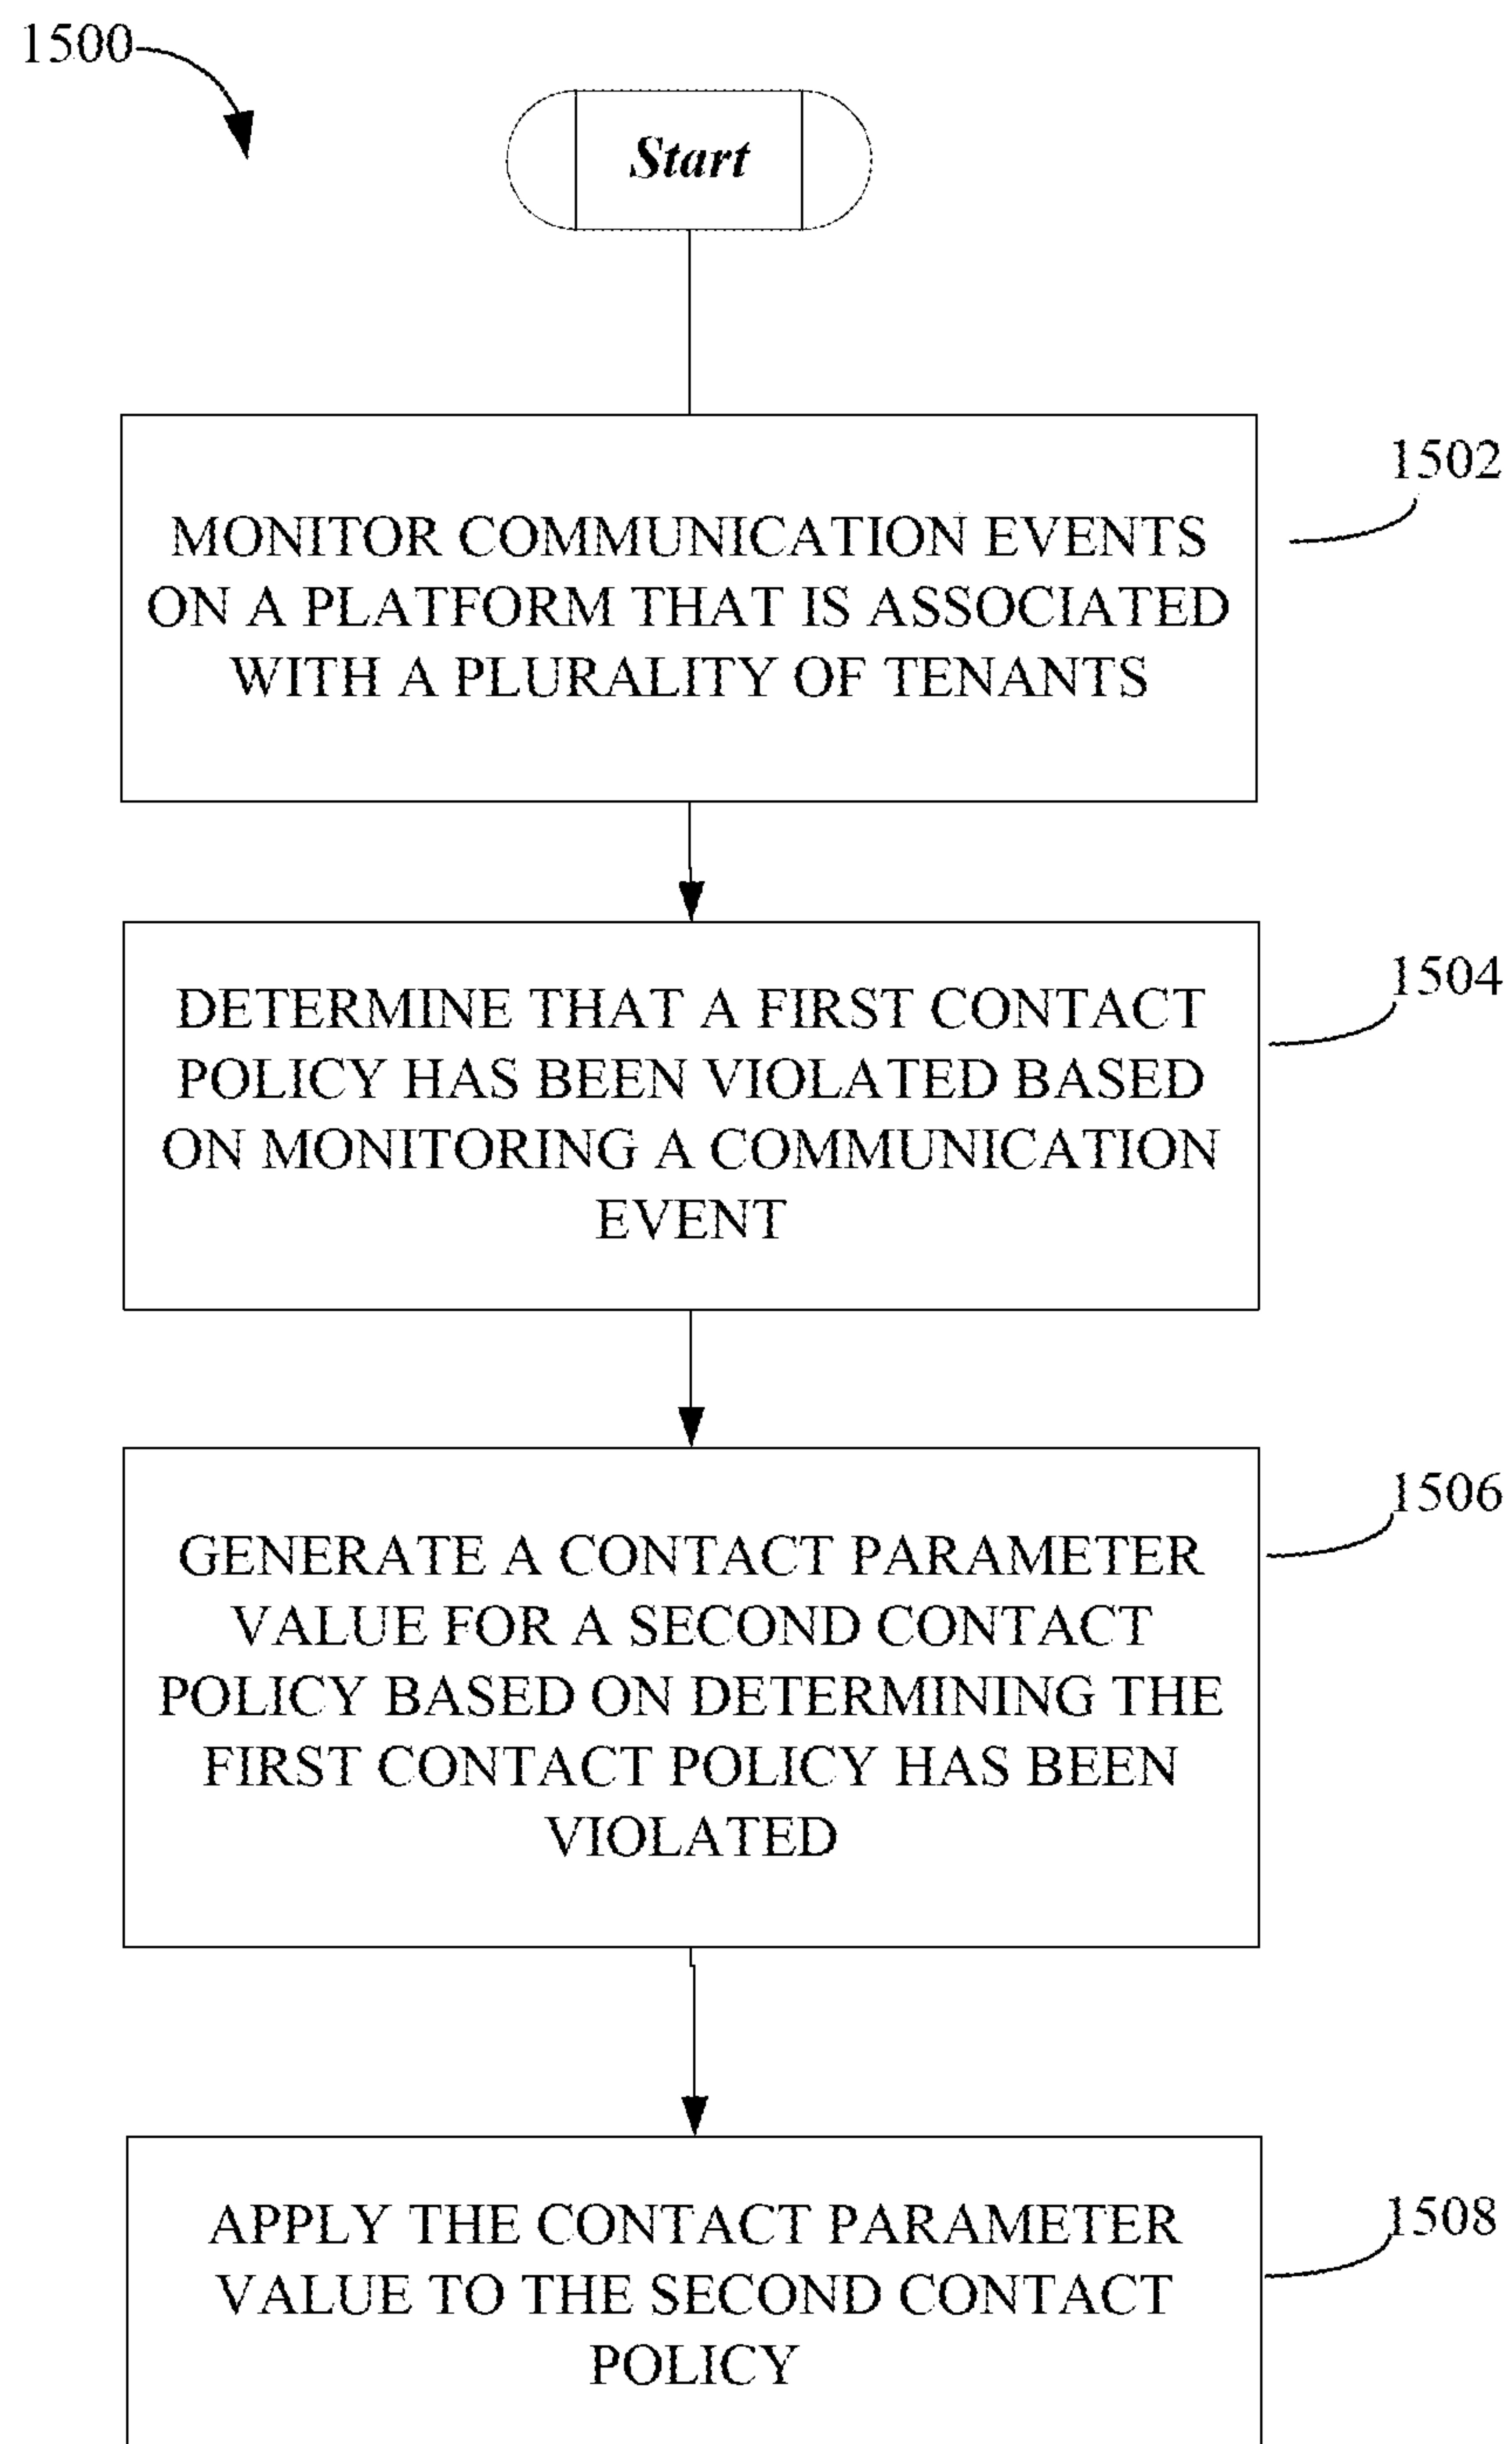 1500
Start
1502
MONITOR COMMUNICATION EVENTS
ON A PLATFORM THAT IS ASSOCIATED
WITH A PLURALITY OF TENANTS
1504
DETERMINE THAT A FIRST CONTACT
POLICY HAS BEEN VIOLATED BASED
ON MONITORING A COMMUNICATION
EVENT
1506
GENERATE A CONTACT PARAMETER
VALUE FOR A SECOND CONTACT
POLICY BASED ON DETERMINING THE
FIRST CONTACT POLICY HAS BEEN
VIOLATED
1508
APPLY THE CONTACT PARAMETER
VALUE TO THE SECOND CONTACT
POLICY